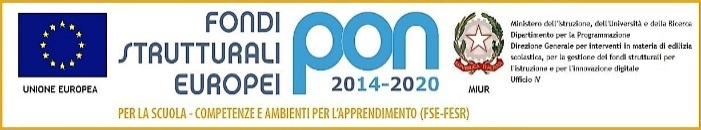 UNIONE EUROPEA
FONDI
STRUTTURALI
EUROPEI
pon
2014-2020
MIUR
Ministero dell'Istruzione, dell'Università e della Ricerca
Dipartimento per la Programmazione
Direzione Generale per interventi in materia di edilizia
scolastica, per la gestione dei fondi strutturali per
l'istruzione e per l'innovazione digitale
Ufficio IV
PER LA SCUOLA - COMPETENZE E AMBIENTI PER L'APPRENDIMENTO (FSE-FESR)